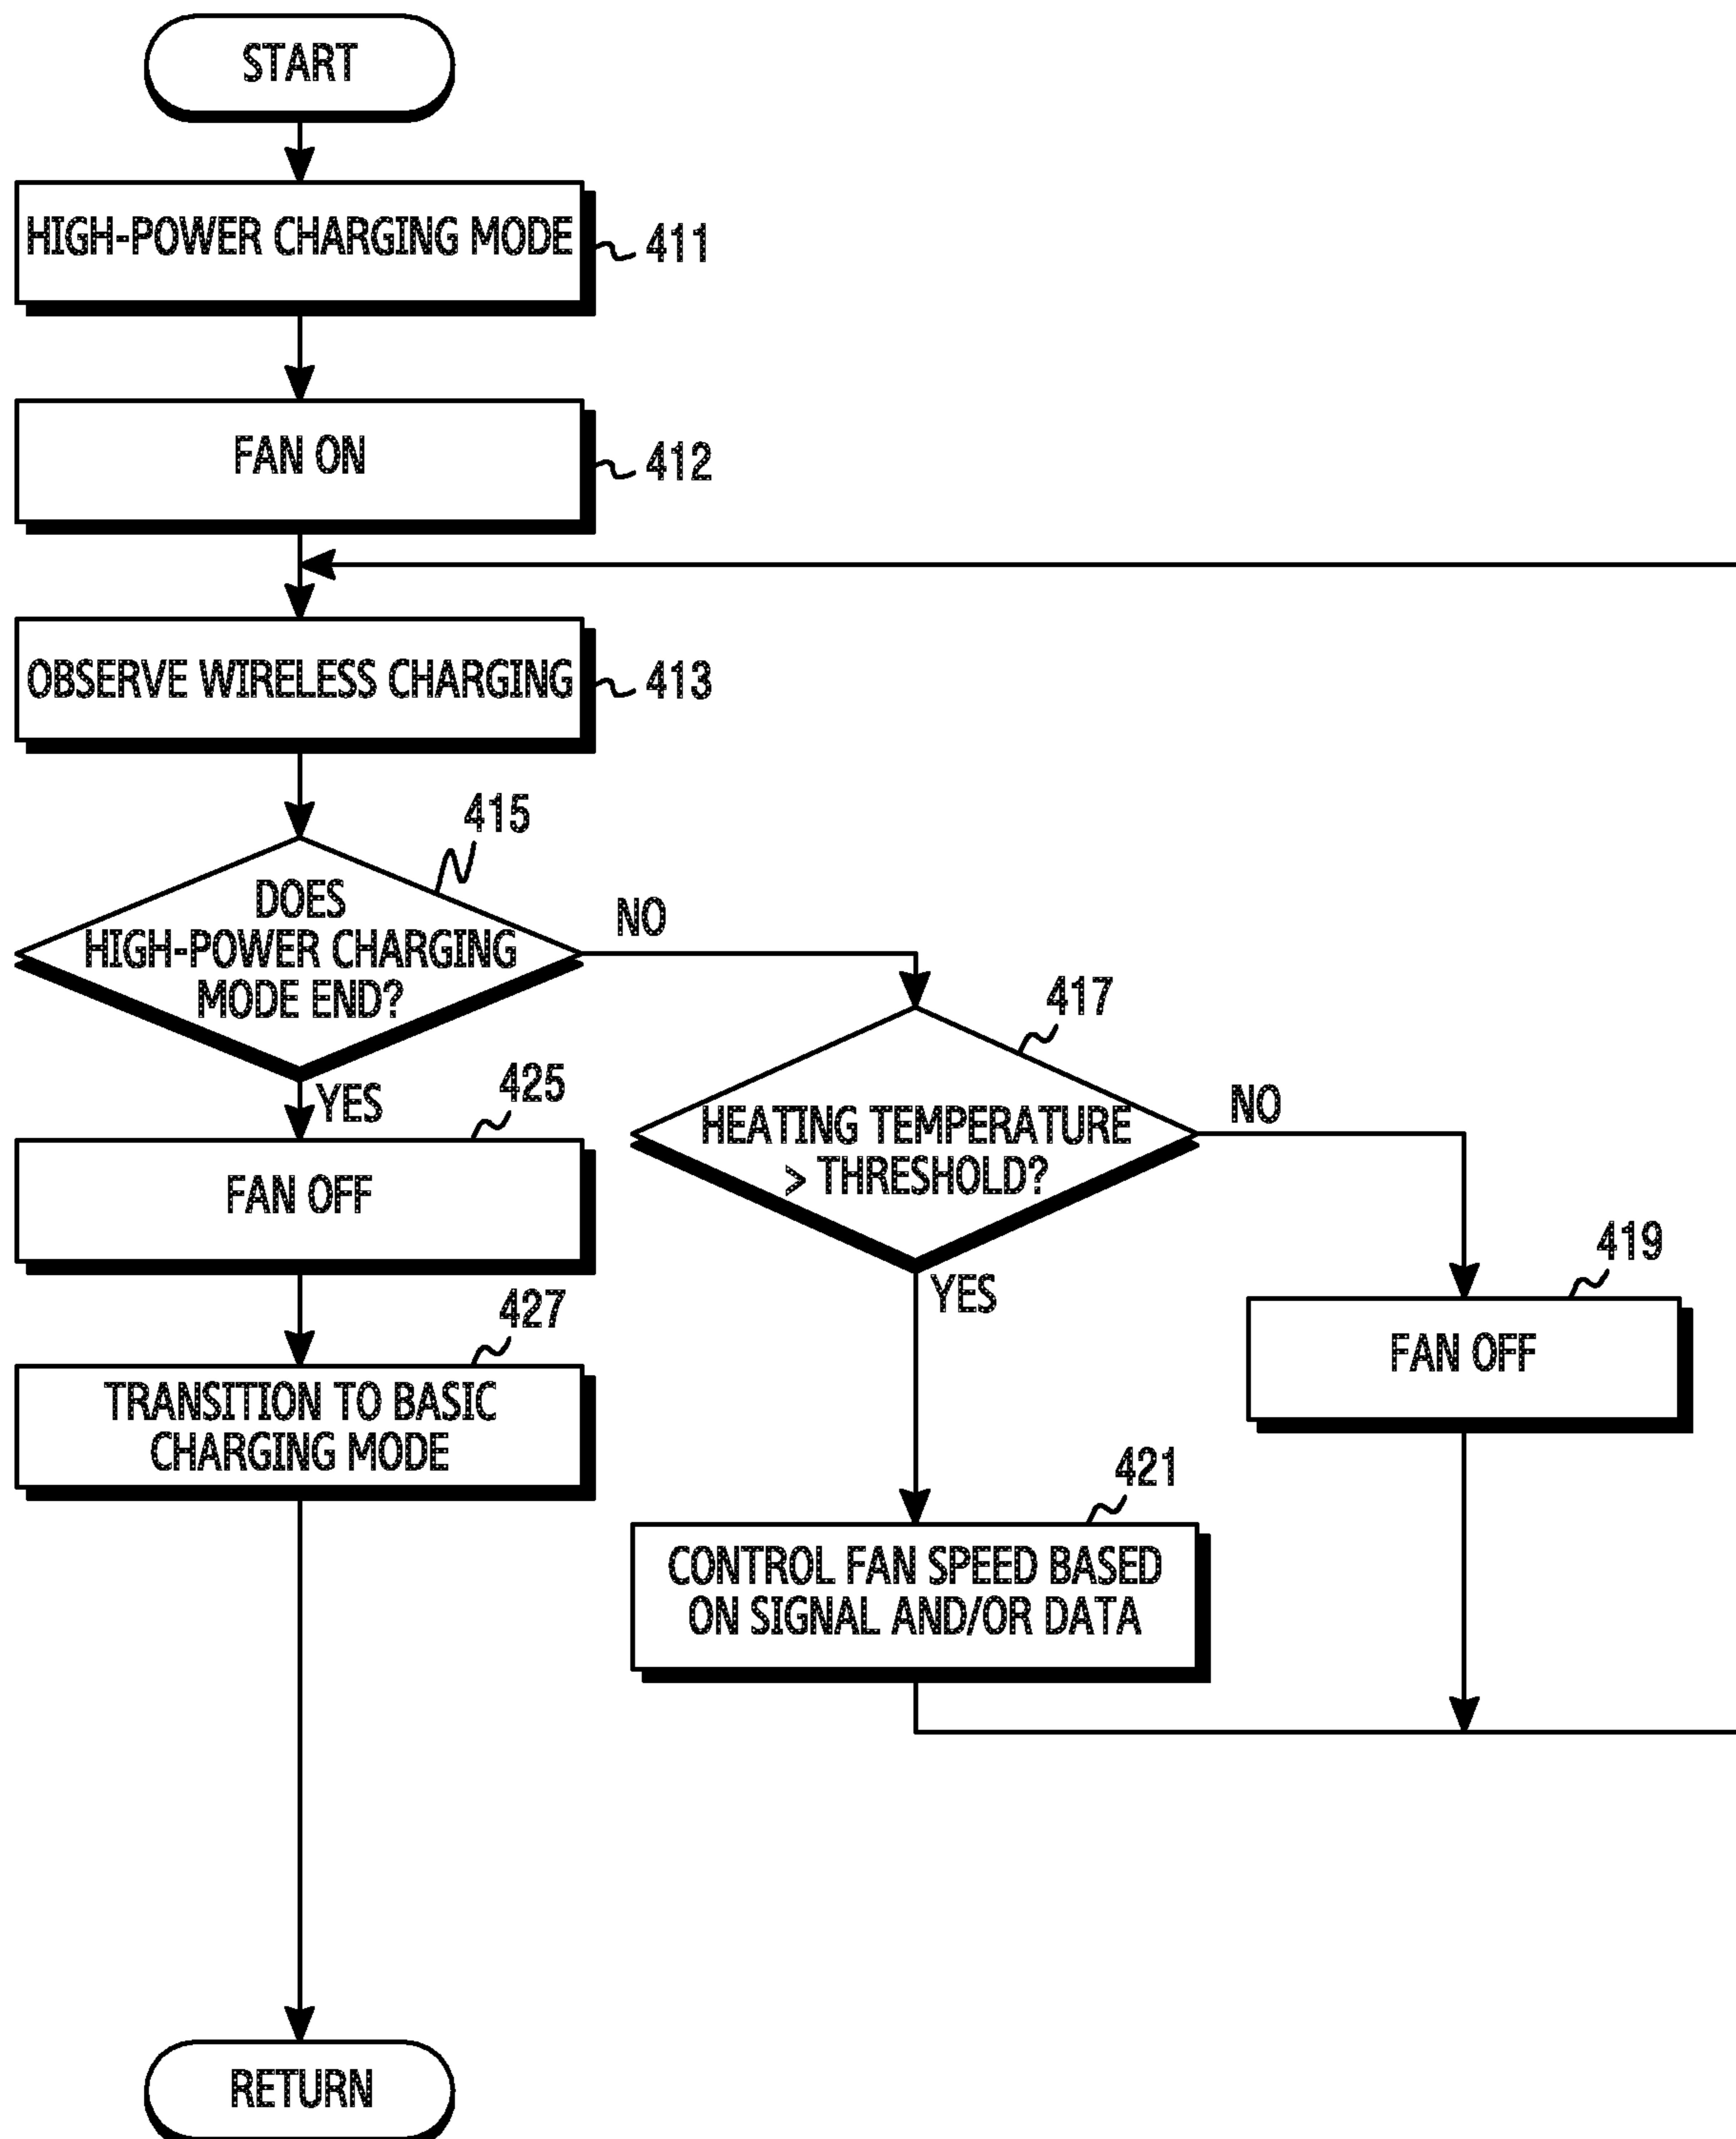 START
HIGH-POWER CHARGING MODE
411
FAN ON
412
OBSERVE WIRELESS CHARGING
413
415
DOES
HIGH-POWER CHARGING
MODE END?
NO
YES
417
HEATING TEMPERATURE
> THRESHOLD?
NO
YES
425
FAN OFF
419
FAN OFF
427
TRANSITION TO BASIC
CHARGING MODE
421
CONTROL FAN SPEED BASED
ON SIGNAL AND/OR DATA
RETURN